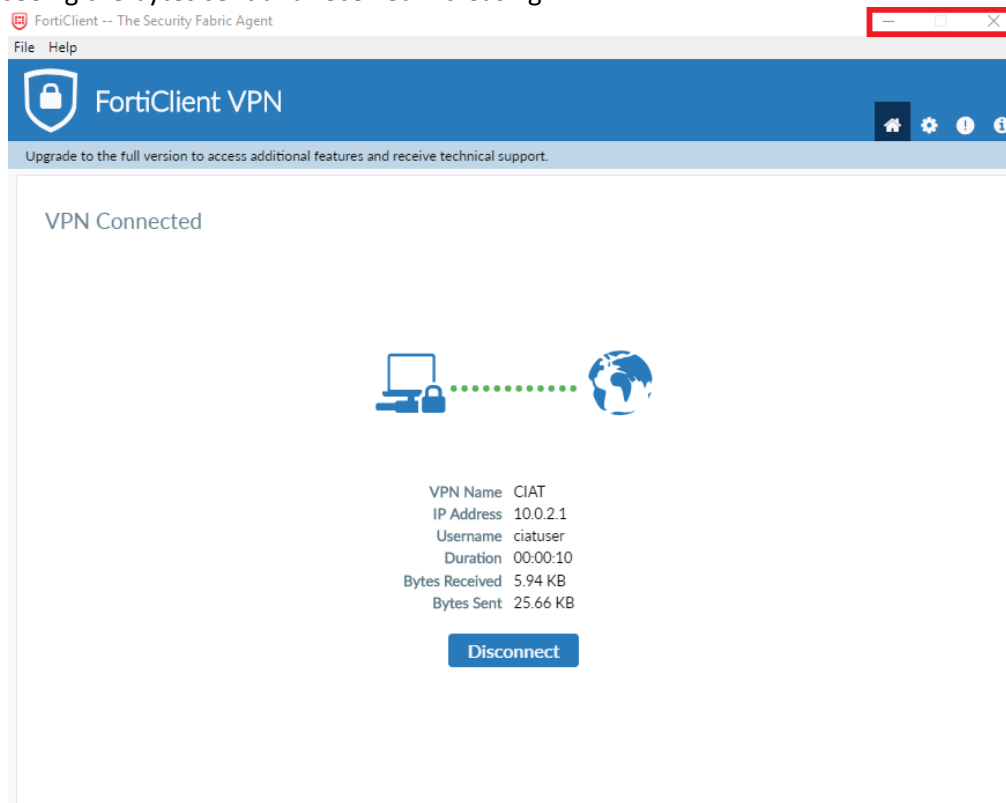 FortiClient -- The Security Fabric Agent
File Help
FortiClient VPN
Upgrade to the full version to access additional features and receive technical support.
VPN Connected
VPN Name CIAT
IP Address 10.0.2.1
Username ciatuser
Duration 00:00:10
Bytes Received 5.94 KB
Bytes Sent 25.66 KB
Disconnect